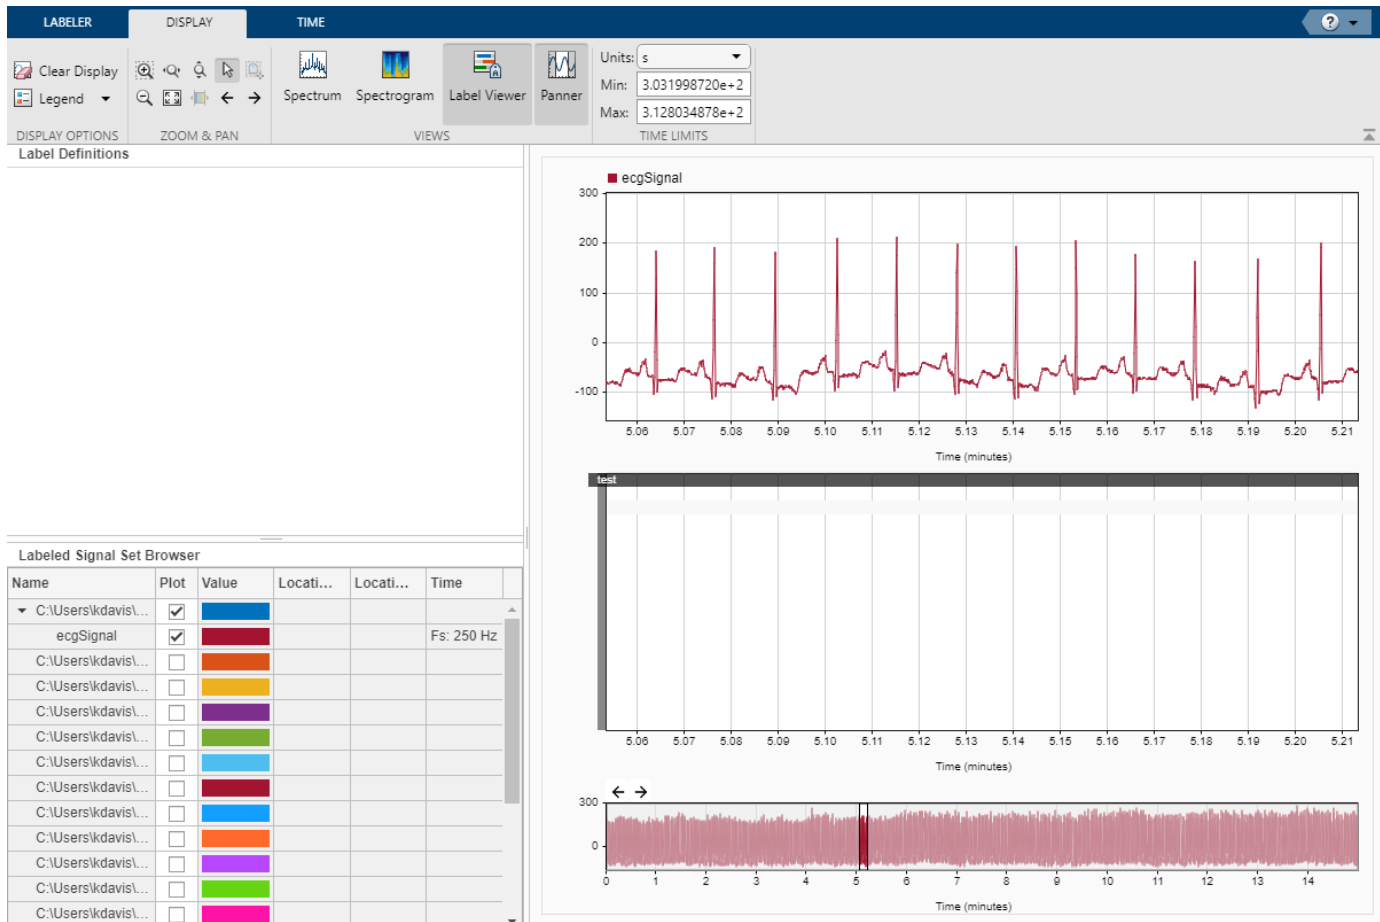 LABELER DISPLAY TIME
?
Clear Display
Legend
Spectrum Spectrogram Label Viewer Panner
Units: s
Min: 3.031998720e+2
Max: 3.128034878e+2
DISPLAY OPTIONS ZOOM & PAN VIEWS TIME LIMITS
Label Definitions
ecgSignal
300
200
100
0
-100
5.06 5.07 5.08 5.09 5.10 5.11 5.12 5.13 5.14 5.15 5.16 5.17 5.18 5.19 5.20 5.21
Time (minutes)
test
5.06 5.07 5.08 5.09 5.10 5.11 5.12 5.13 5.14 5.15 5.16 5.17 5.18 5.19 5.20 5.21
Time (minutes)
300
0
0 1 2 3 4 5 6 7 8 9 10 11 12 13 14
Time (minutes)
Labeled Signal Set Browser
Name Plot Value Locati... Locati... Time
C:\Users\kdavis\...
ecgSignal Fs: 250 Hz
C:\Users\kdavis\...
C:\Users\kdavis\...
C:\Users\kdavis\...
C:\Users\kdavis\...
C:\Users\kdavis\...
C:\Users\kdavis\...
C:\Users\kdavis\...
C:\Users\kdavis\...
C:\Users\kdavis\...
C:\Users\kdavis\...
C:\Users\kdavis\...